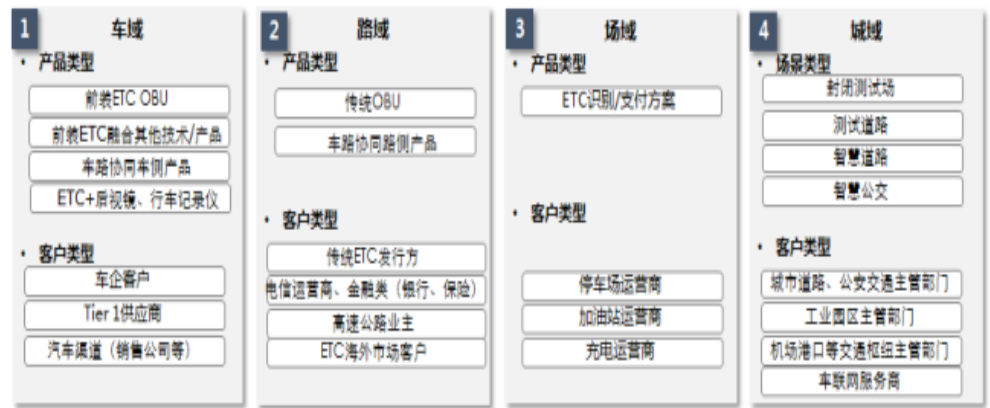 1
车域
• 产品类型
前装ETC OBU
前装ETC融合其他技术/产品
车路协同车侧产品
ETC+后视镜、行车记录仪
• 客户类型
车企客户
Tier 1供应商
汽车渠道（销售公司等）
2
路域
• 产品类型
传统OBU
车路协同路侧产品
• 客户类型
传统ETC发行方
电信运营商、金融类（银行、保险）
高速公路业主
ETC海外市场客户
3
场域
• 产品类型
ETC识别/支付方案
• 客户类型
停车场运营商
加油站运营商
充电运营商
4
城域
• 场景类型
封闭测试场
测试道路
智慧道路
智慧公交
• 客户类型
城市道路、公安交通主管部门
工业园区主管部门
机场港口等交通枢纽主管部门
车联网服务商